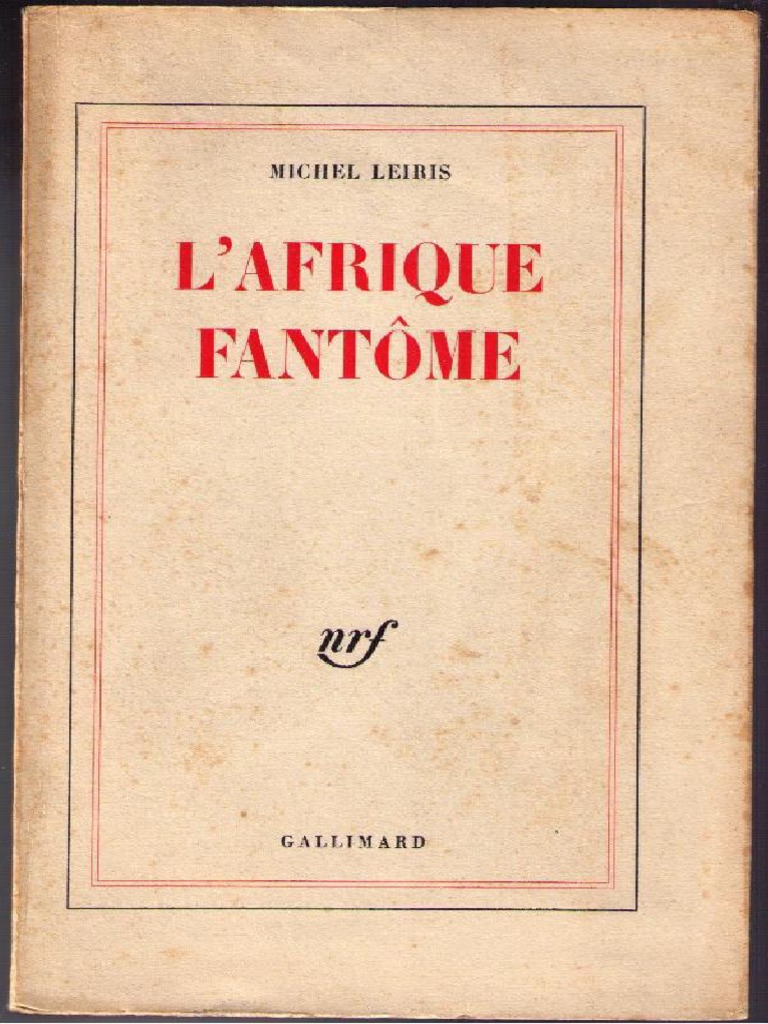 MICHEL LEIRIS
L'AFRIQUE
FANTÔME
nrf
GALLIMARD